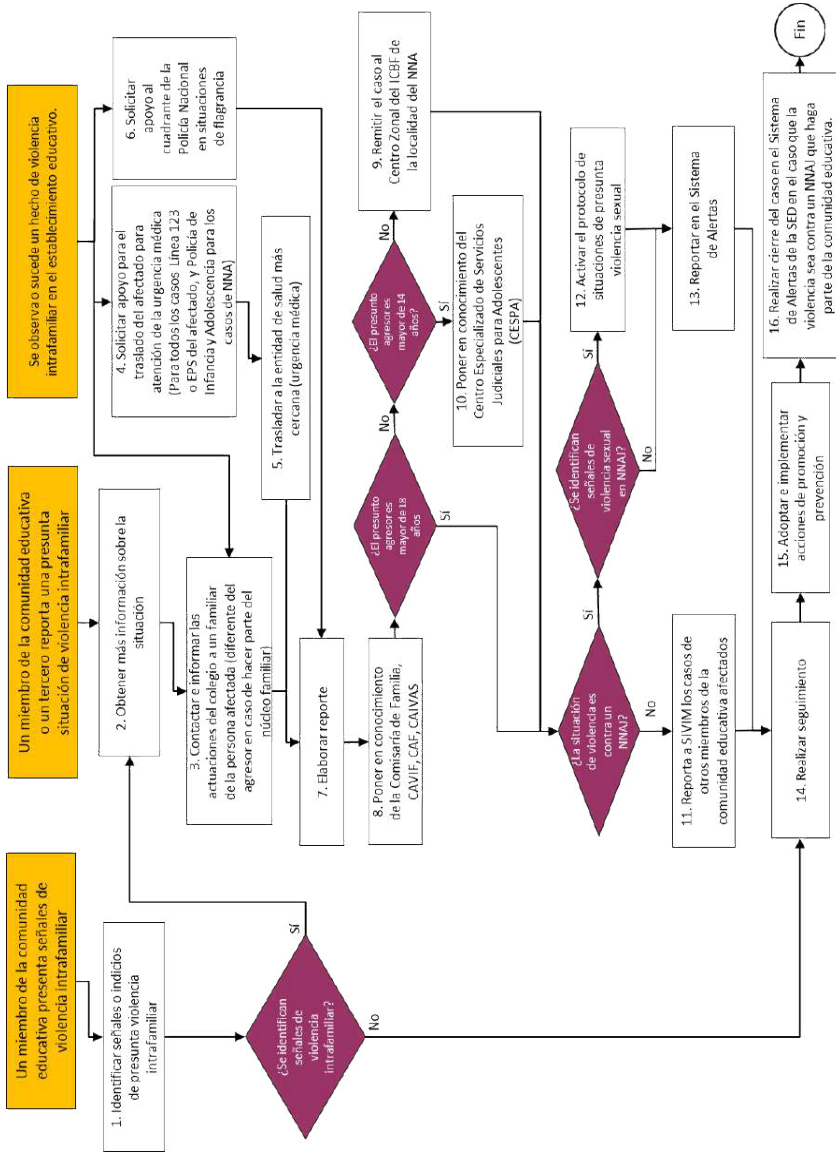 Un miembro de la comunidad
educativa presenta señales de
violencia intrafamiliar
Un miembro de la comunidad educativa
o un tercero reporta una presunta
situación de violencia intrafamiliar
Se observa o sucede un hecho de violencia
intrafamiliar en el establecimiento educativo.
1. Identificar señales o indicios
de presunta violencia
intrafamiliar
¿Se identifican
señales de
violencia
intrafamiliar?
Sí
No
2. Obtener más información sobre la
situación
3. Contactar e informar las
actuaciones del colegio a un familiar
de la persona afectada (diferente del
agresor en caso de hacer parte del
núcleo familiar)
4. Solicitar apoyo para el
traslado del afectado para
atención de la urgencia médica
(Para todos los casos Línea 123
o EPS del afectado, y Policía de
Infancia y Adolescencia para los
casos de NNA)
5. Trasladar a la entidad de salud más
cercana (urgencia médica)
6. Solicitar
apoyo al
cuadrante de la
Policía Nacional
en situaciones
de flagrancia
7. Elaborar reporte
8. Poner en conocimiento
de la Comisaría de Familia,
CAVIF, CAF, CAIVAS
¿El presunto
agresor es
mayor de 18
años
No
Sí
¿El presunto
agresor es
mayor de 14
años?
No
Sí
9. Remitir el caso al
Centro Zonal del ICBF de
la localidad del NNA
10. Poner en conocimiento del
Centro Especializado de Servicios
Judiciales para Adolescentes
(CESPA)
¿La situación
de violencia es
contra un
NNAJ?
Sí
No
11. Reporta a SIVIM los casos de
otros miembros de la
comunidad educativa afectados
¿Se identifican
señales de
violencia sexual
en NNAJ?
Sí
No
12. Activar el protocolo de
situaciones de presunta
violencia sexual
13. Reportar en el Sistema
de Alertas
14. Realizar seguimiento
15. Adoptar e implementar
acciones de promoción y
prevención
16. Realizar cierre del caso en el Sistema
de Alertas de la SED en el caso que la
violencia sea contra un NNAJ que haga
parte de la comunidad educativa.
Fin